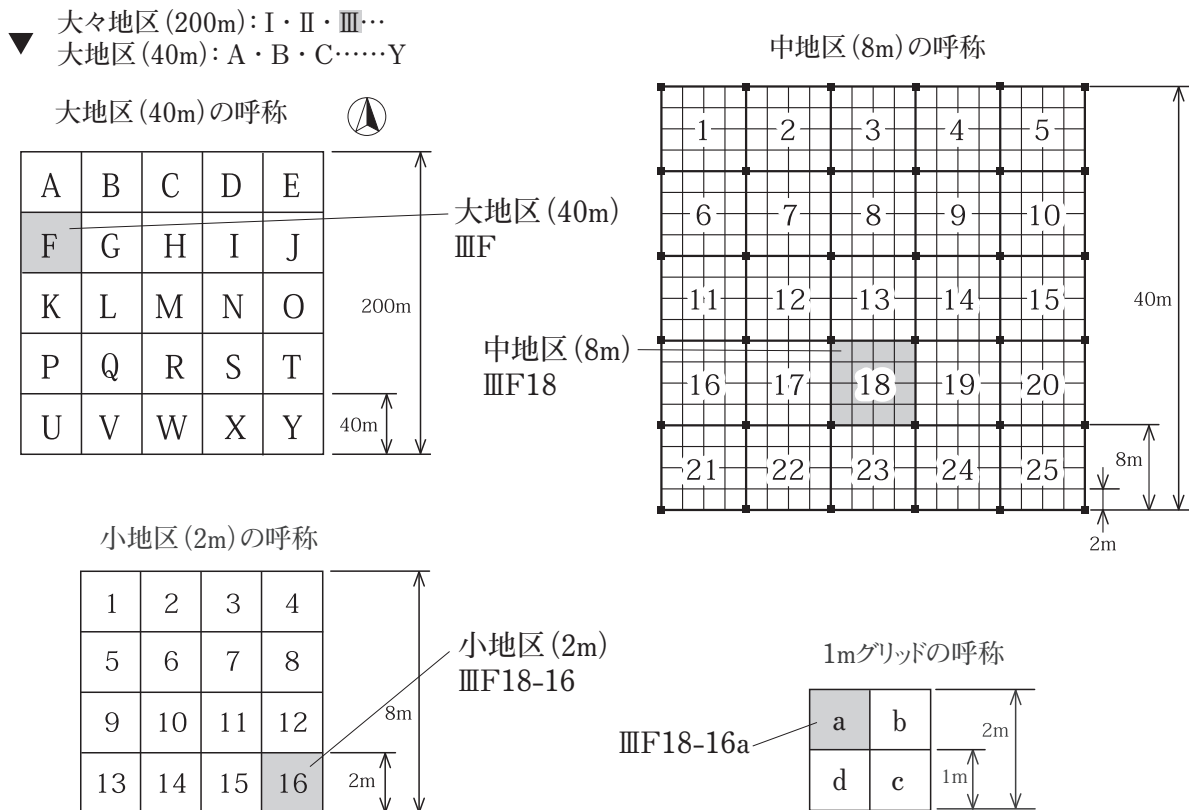 ▼ 大々地区(200m)：Ⅰ・Ⅱ・Ⅲ…
大地区(40m)：A・B・C……Y
大地区(40m)の呼称
A B C D E
F G H I J
K L M N O
P Q R S T
U V W X Y
200m
40m
大地区(40m)
ⅢF
中地区(8m)の呼称
1 2 3 4 5
6 7 8 9 10
11 12 13 14 15
16 17 18 19 20
21 22 23 24 25
40m
8m
2m
中地区(8m)
ⅢF18
小地区(2m)の呼称
1 2 3 4
5 6 7 8
9 10 11 12
13 14 15 16
8m
2m
小地区(2m)
ⅢF18-16
1mグリッドの呼称
a b
d c
2m
1m
ⅢF18-16a